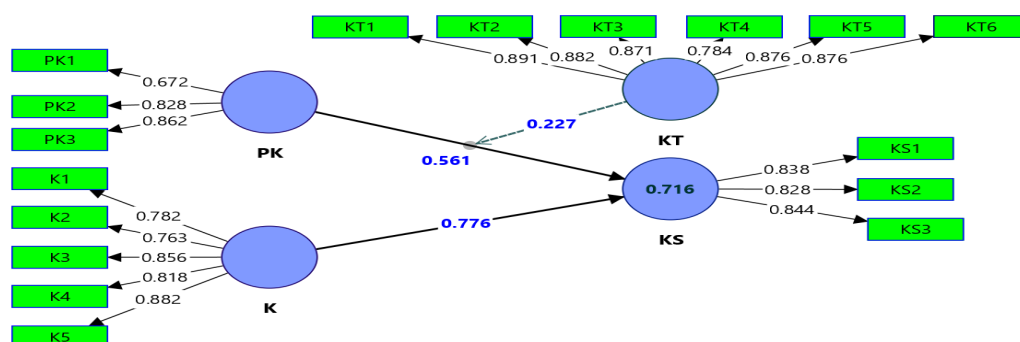 KT1 KT2 KT3 KT4 KT5 KT6
0.891 0.882 0.871 0.784 0.876 0.876
PK1
PK2
PK3
0.672
0.828
0.862
PK
0.227
KT
0.561
K1
K2
K3
K4
K5
0.782
0.763
0.856
0.818
0.882
K
0.776
0.716
KS
0.838
0.828
0.844
KS1
KS2
KS3